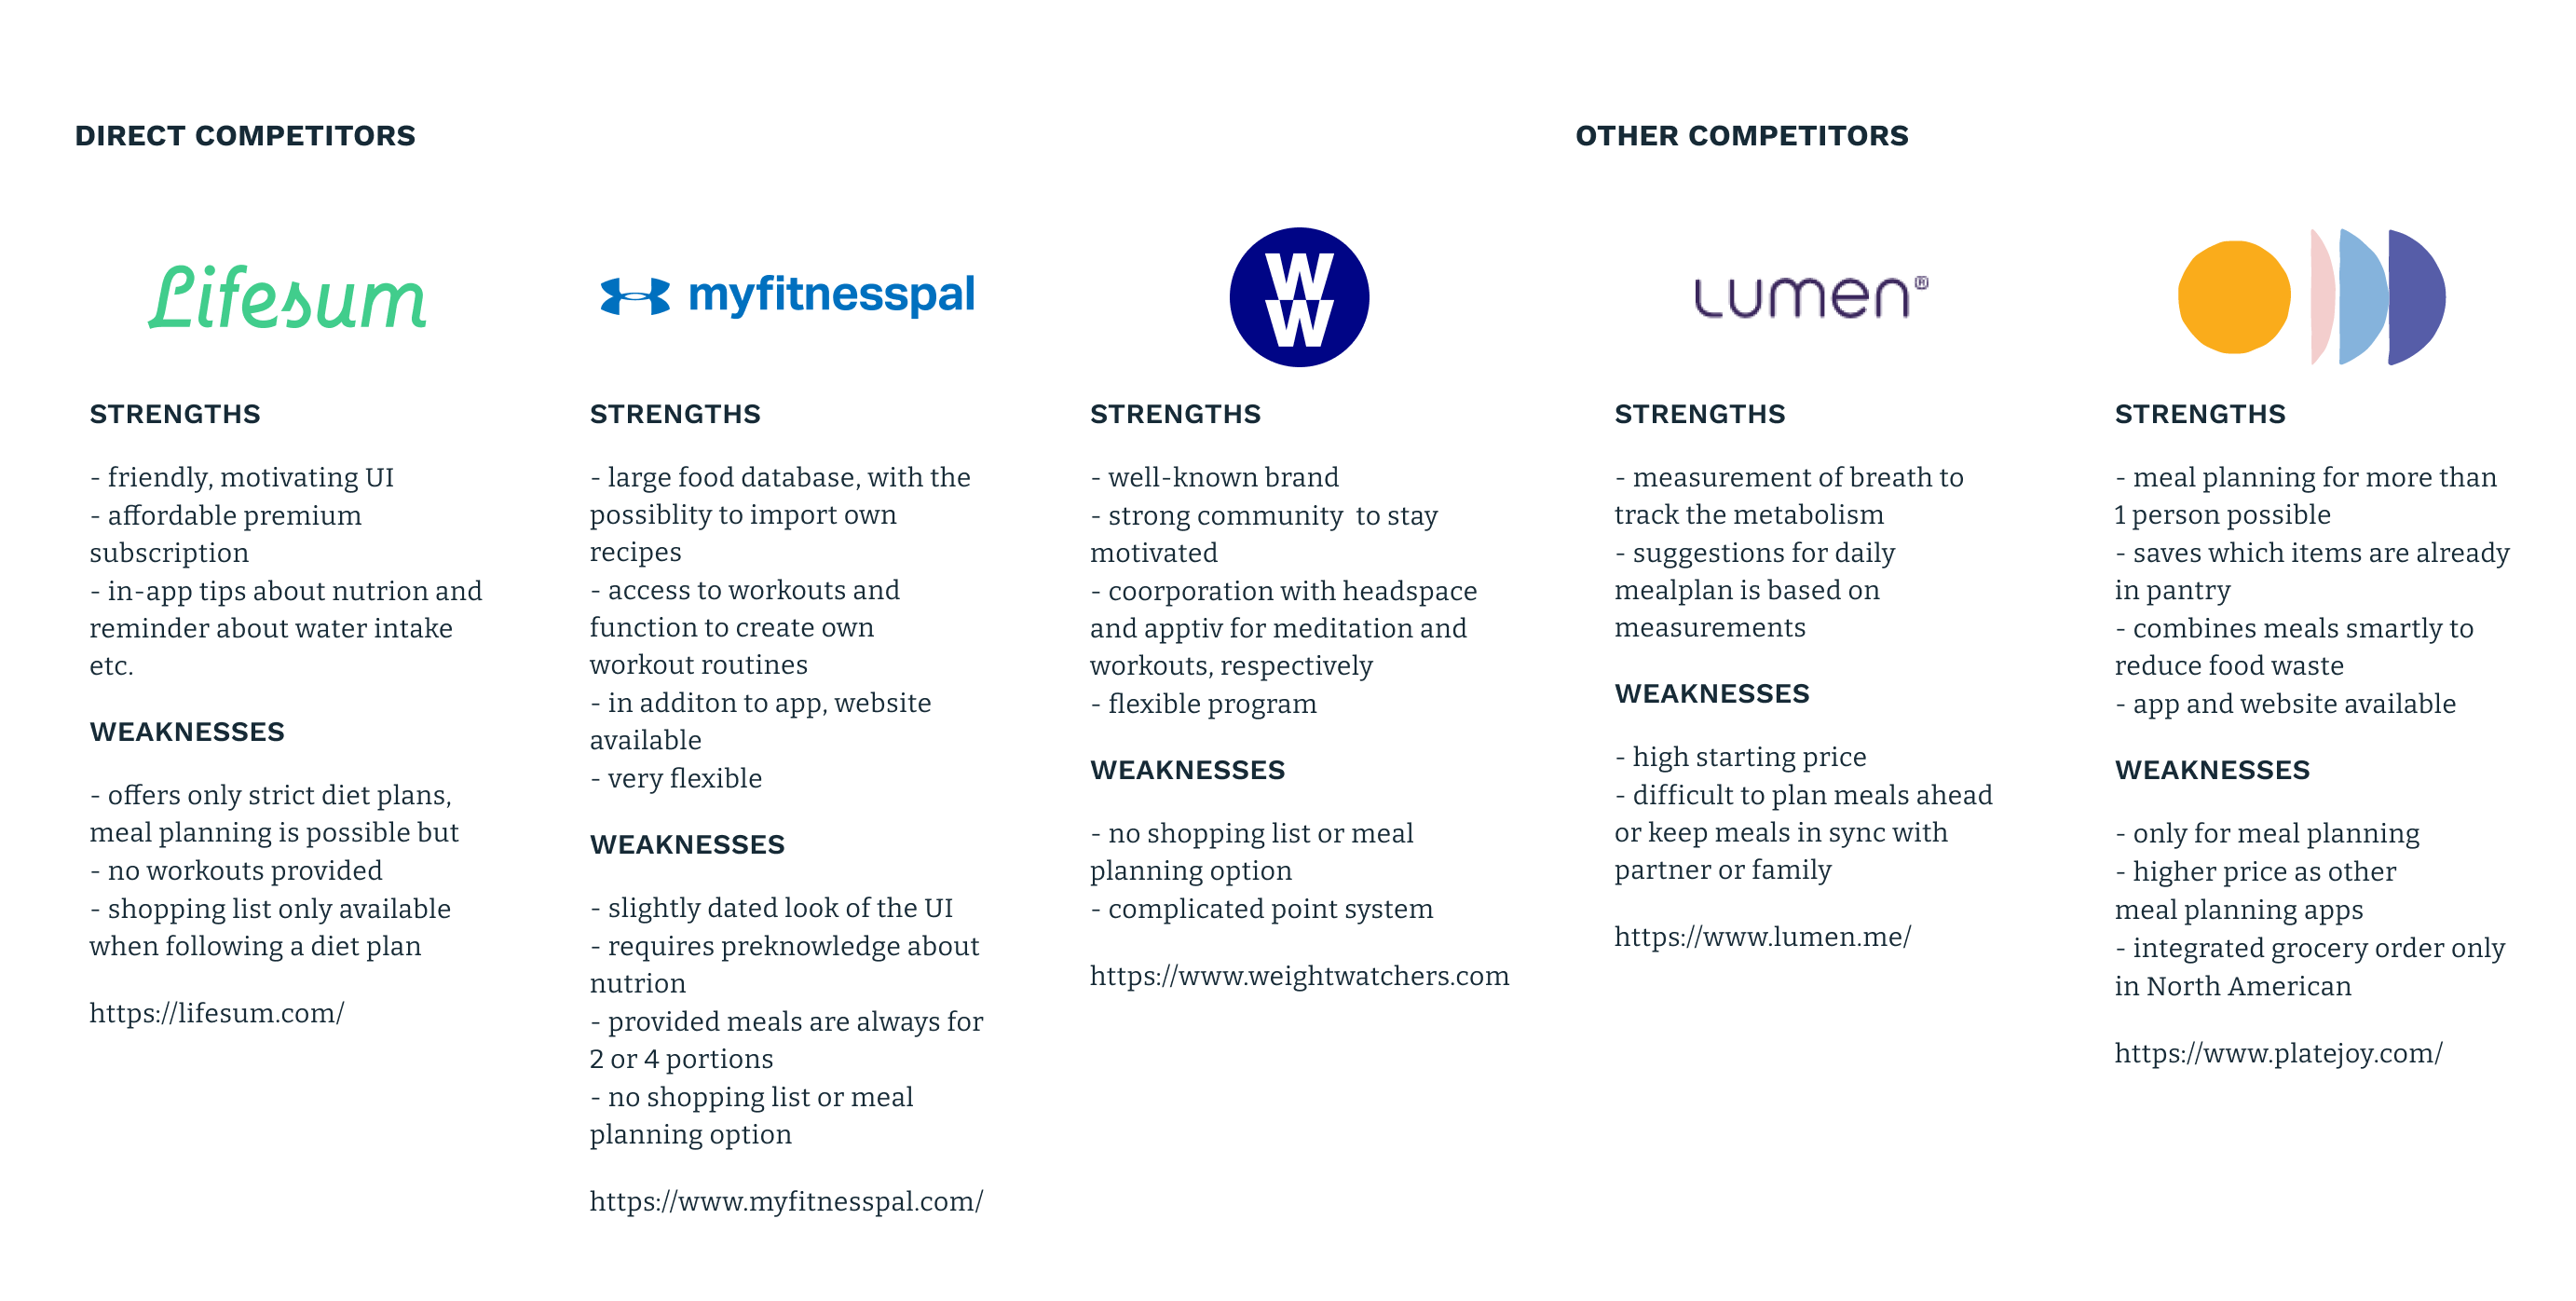 DIRECT COMPETITORS
OTHER COMPETITORS
Lifesum
STRENGTHS
- friendly, motivating UI
- affordable premium
subscription
- in-app tips about nutrion and
reminder about water intake
etc.
WEAKNESSES
- offers only strict diet plans,
meal planning is possible but
- no workouts provided
- shopping list only available
when following a diet plan
https://lifesum.com/
myfitnesspal
STRENGTHS
- large food database, with the
possiblity to import own
recipes
- access to workouts and
function to create own
workout routines
- in additon to app, website
available
- very flexible
WEAKNESSES
- slightly dated look of the UI
- requires preknowledge about
nutrion
- provided meals are always for
2 or 4 portions
- no shopping list or meal
planning option
https://www.myfitnesspal.com/
W
W
STRENGTHS
- well-known brand
- strong community  to stay
motivated
- coorporation with headspace
and apptiv for meditation and
workouts, respectively
- flexible program
WEAKNESSES
- no shopping list or meal
planning option
- complicated point system
https://www.weightwatchers.com
Lumen®
STRENGTHS
- measurement of breath to
track the metabolism
- suggestions for daily
mealplan is based on
measurements
WEAKNESSES
- high starting price
- difficult to plan meals ahead
or keep meals in sync with
partner or family
https://www.lumen.me/
STRENGTHS
- meal planning for more than
1 person possible
- saves which items are already
in pantry
- combines meals smartly to
reduce food waste
- app and website available
WEAKNESSES
- only for meal planning
- higher price as other
meal planning apps
- integrated grocery order only
in North American
https://www.platejoy.com/